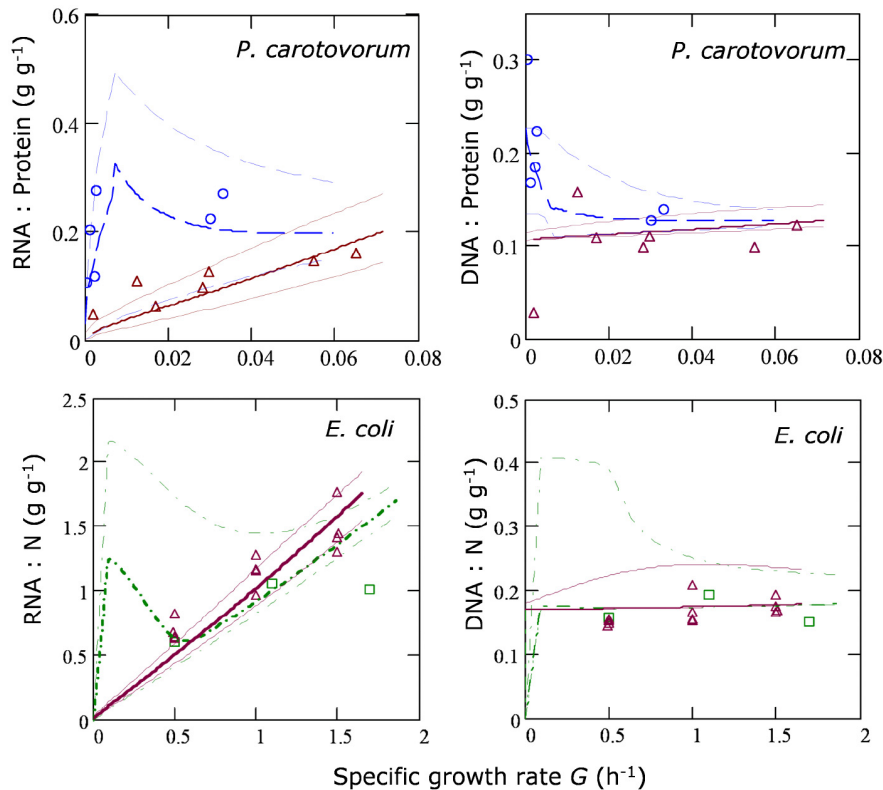 P. carotovorum
RNA : Protein (g g⁻¹)
0.6
0.4
0.2
0
0 0.02 0.04 0.06 0.08
P. carotovorum
DNA : Protein (g g⁻¹)
0.3
0.2
0.1
0
0 0.02 0.04 0.06 0.08
E. coli
RNA : N (g g⁻¹)
2.5
2
1.5
1
0.5
0
0 0.5 1 1.5 2
E. coli
DNA : N (g g⁻¹)
0.5
0.4
0.3
0.2
0.1
0
0 0.5 1 1.5 2
Specific growth rate G (h⁻¹)